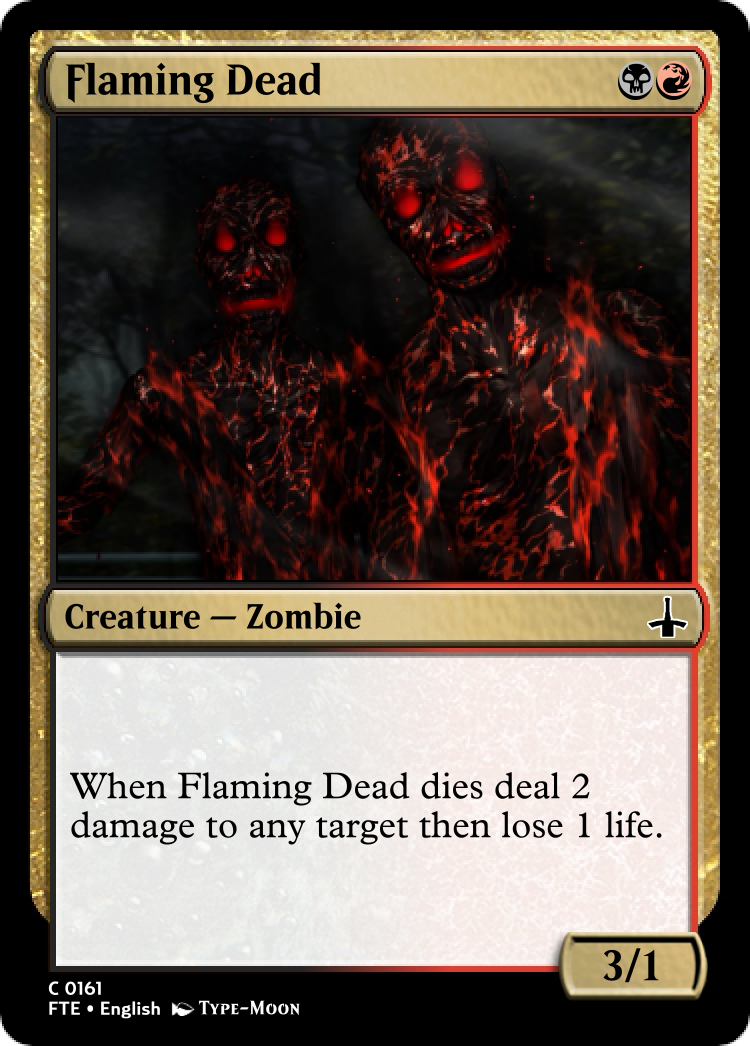 Flaming Dead
Creature — Zombie
When Flaming Dead dies deal 2
damage to any target then lose 1 life.
3/1
C 0161
FTE • English Type-Moon